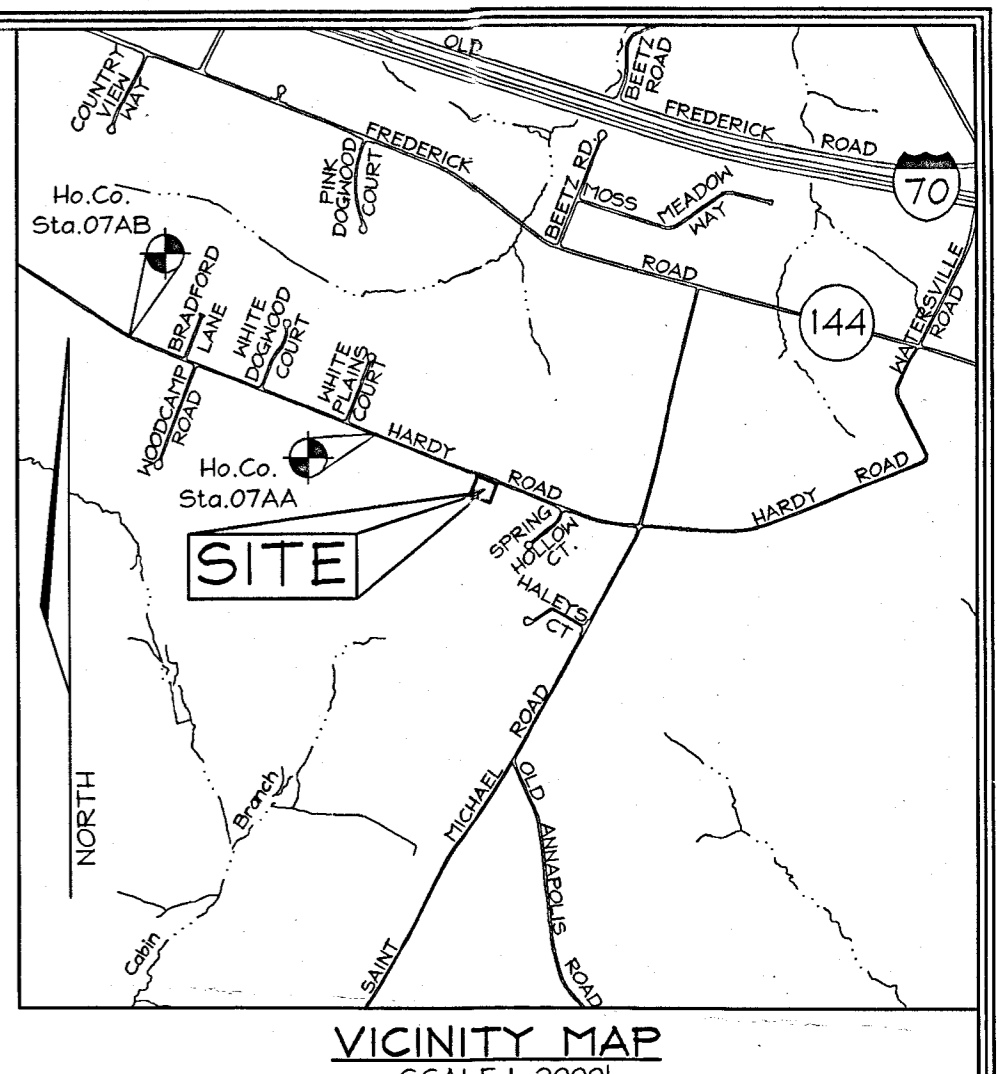 OLD
FREDERICK
ROAD
BEETZ
ROAD
COUNTRY
VIEW
WAY
FREDERICK
ROAD
PINK
DOGWOOD
COURT
BEETZ RD.
MOSS
MEADOW
WAY
70
144
WATERSVILLE
ROAD
Ho.Co.
Sta.07AB
BRADFORD
LANE
WHITE
DOGWOOD
COURT
WHITE
PLAINS
COURT
WOODCAMP
ROAD
HARDY
ROAD
HARDY ROAD
Ho.Co.
Sta.07AA
SITE
SPRING
HOLLOW
CT.
HALEYS
CT
NORTH
Cabin
Branch
SAINT
MICHAEL
ROAD
OLD
ANNAPOLIS
ROAD
VICINITY MAP